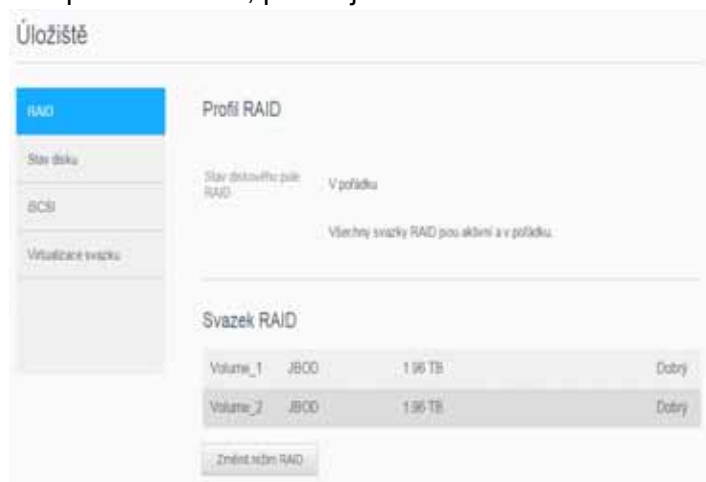 Úložiště
RAID
Profil RAID
Stav disku
Stav diskového pole
RAID
V pořádku
iSCSI
Všechny svazky RAID jsou aktivní a v pořádku.
Virtualizace svazku
Svazek RAID
Volume_1 JBOD 1.96 TB Dobrý
Volume_2 JBOD 1.96 TB Dobrý
Změnit režim RAID